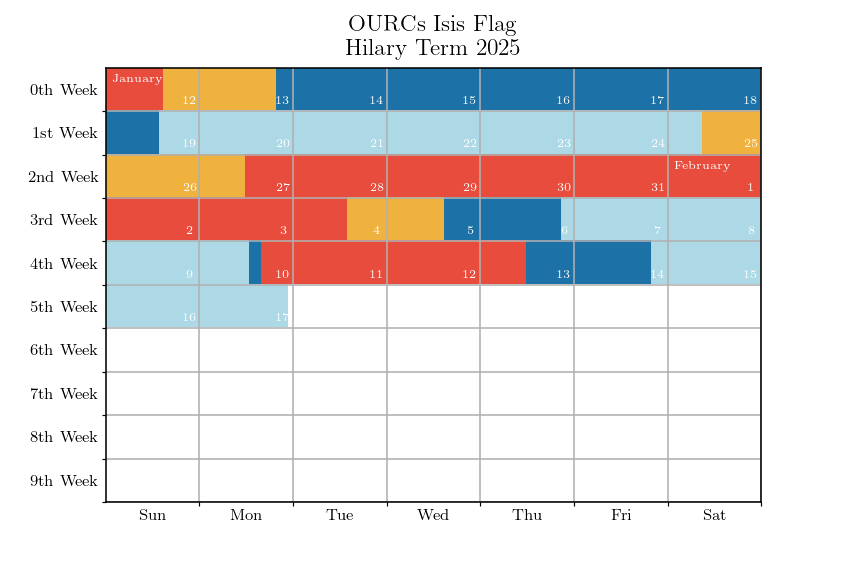 OURCs Isis Flag
Hilary Term 2025
January
0th Week
12 13 14 15 16 17 18
1st Week
19 20 21 22 23 24 25
February
2nd Week
26 27 28 29 30 31 1
3rd Week
2 3 4 5 6 7 8
4th Week
9 10 11 12 13 14 15
5th Week
16 17
6th Week
7th Week
8th Week
9th Week
Sun Mon Tue Wed Thu Fri Sat